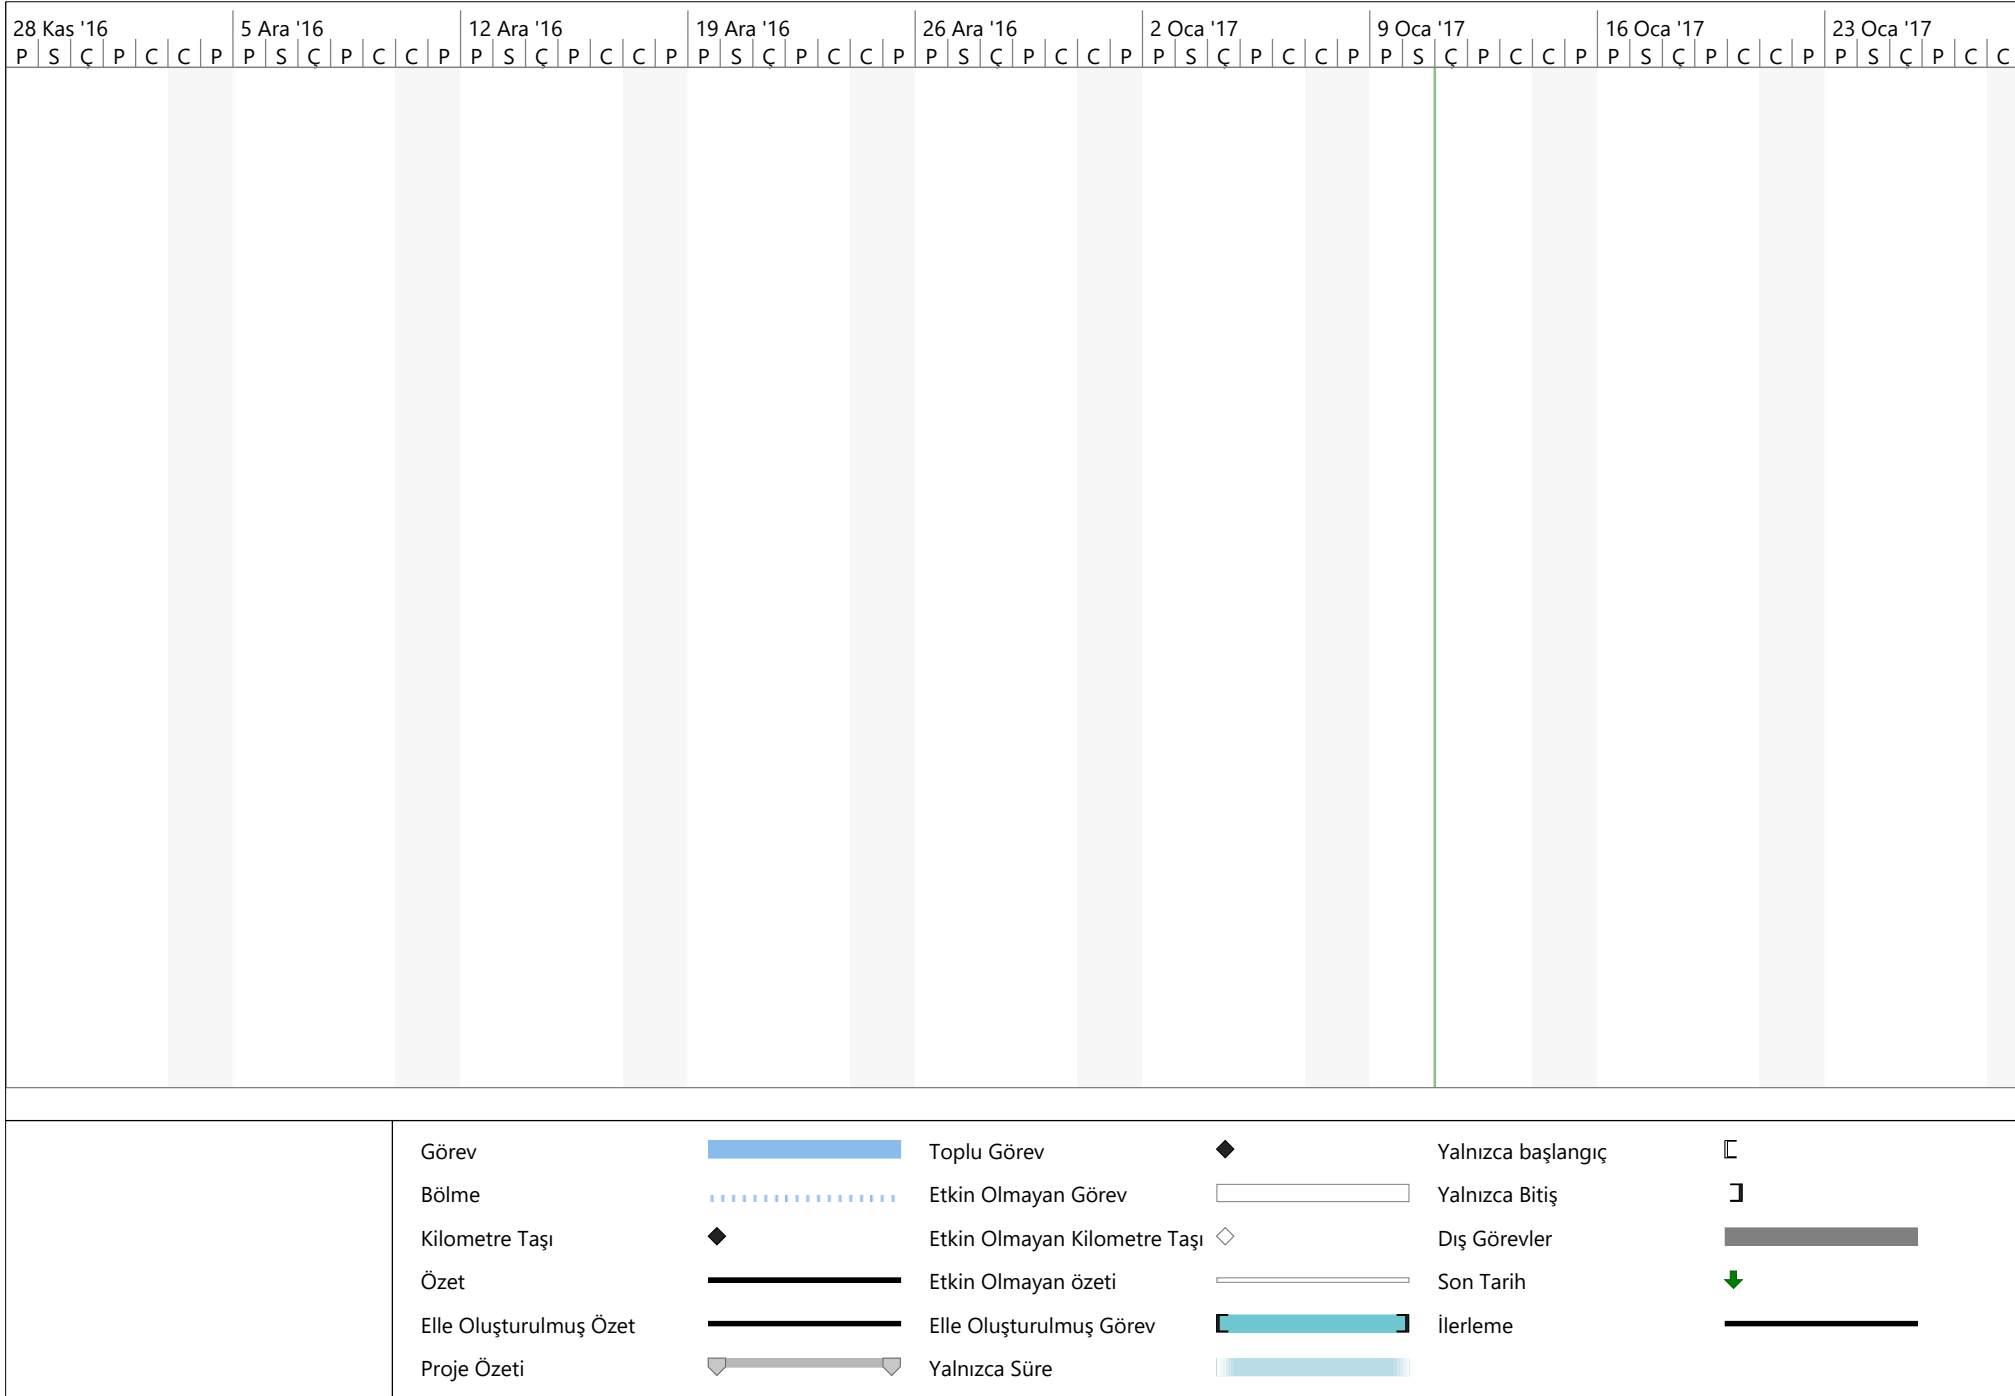 28 Kas '16 5 Ara '16 12 Ara '16 19 Ara '16 26 Ara '16 2 Oca '17 9 Oca '17 16 Oca '17 23 Oca '17
P S Ç P C C P P S Ç P C C P P S Ç P C C P P S Ç P C C P P S Ç P C C P P S Ç P C C P P S Ç P C C P P S Ç P C C P P S Ç P C C
Görev Toplu Görev Yalnızca başlangıç
Bölme Etkin Olmayan Görev Yalnızca Bitiş
Kilometre Taşı Etkin Olmayan Kilometre Taşı Dış Görevler
Özet Etkin Olmayan özeti Son Tarih
Elle Oluşturulmuş Özet Elle Oluşturulmuş Görev İlerleme
Proje Özeti Yalnızca Süre